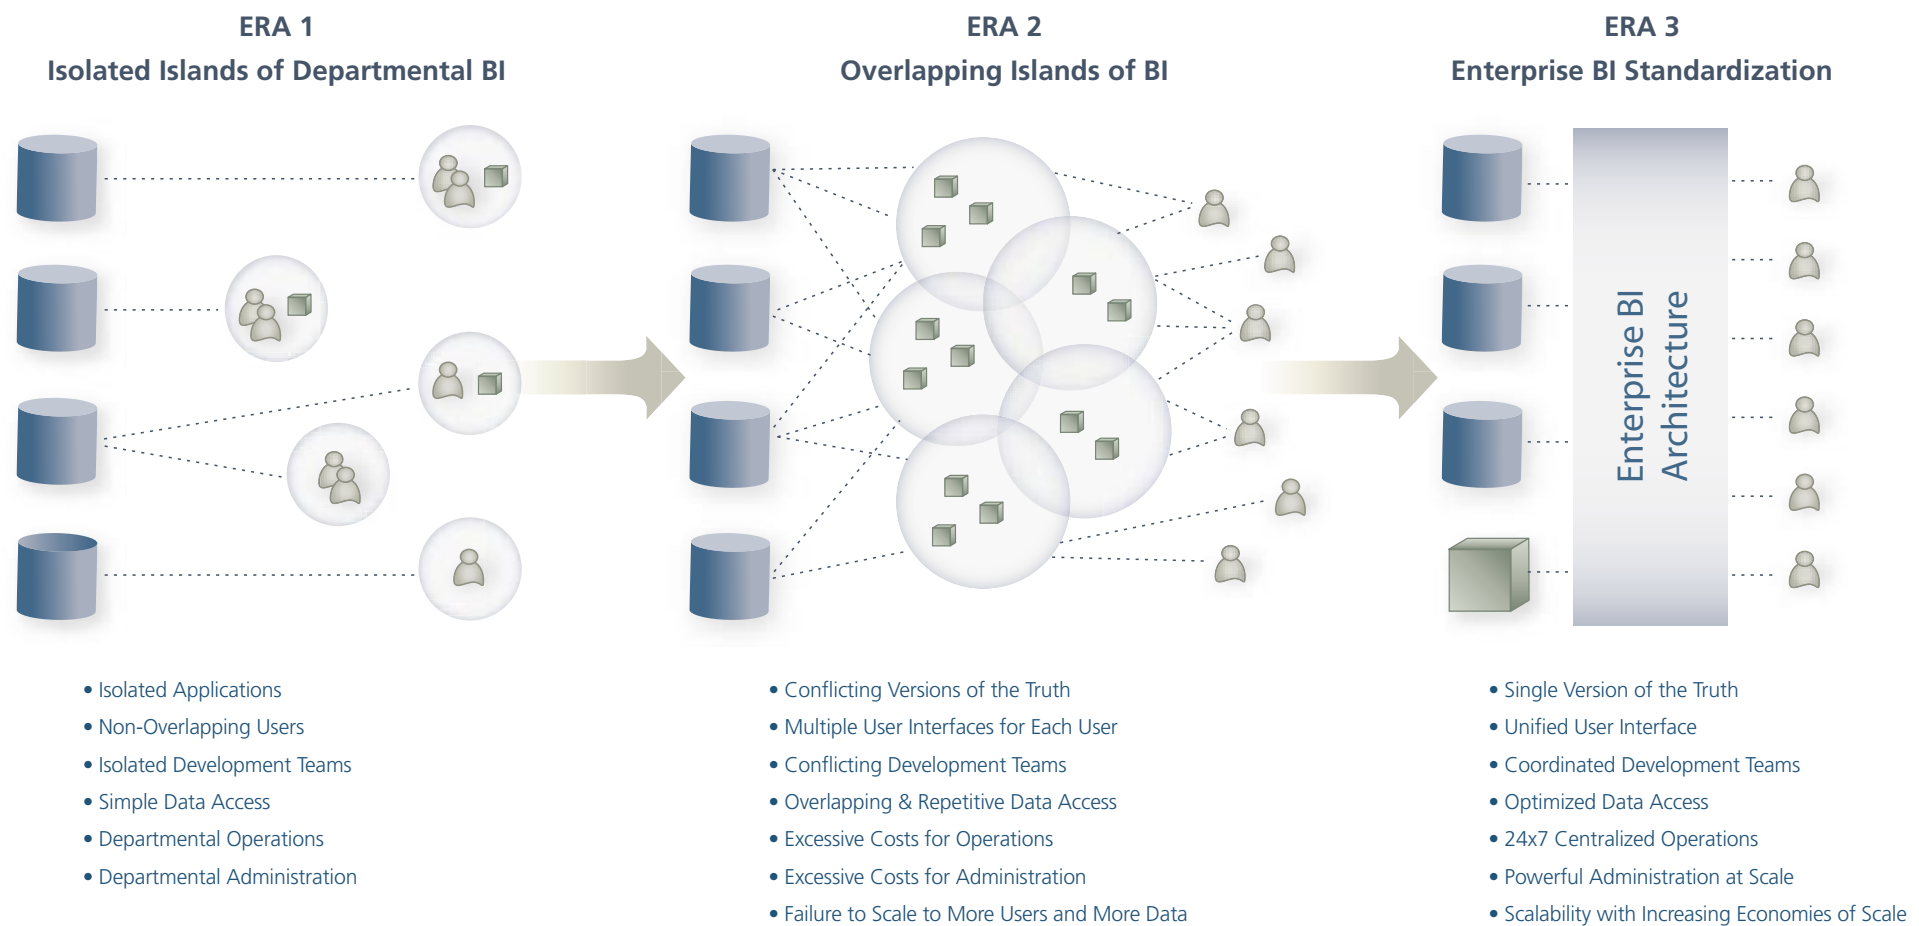 ERA 1
Isolated Islands of Departmental BI
ERA 2
Overlapping Islands of BI
ERA 3
Enterprise BI Standardization
Enterprise BI
Architecture
• Isolated Applications
• Non-Overlapping Users
• Isolated Development Teams
• Simple Data Access
• Departmental Operations
• Departmental Administration
• Conflicting Versions of the Truth
• Multiple User Interfaces for Each User
• Conflicting Development Teams
• Overlapping & Repetitive Data Access
• Excessive Costs for Operations
• Excessive Costs for Administration
• Failure to Scale to More Users and More Data
• Single Version of the Truth
• Unified User Interface
• Coordinated Development Teams
• Optimized Data Access
• 24x7 Centralized Operations
• Powerful Administration at Scale
• Scalability with Increasing Economies of Scale